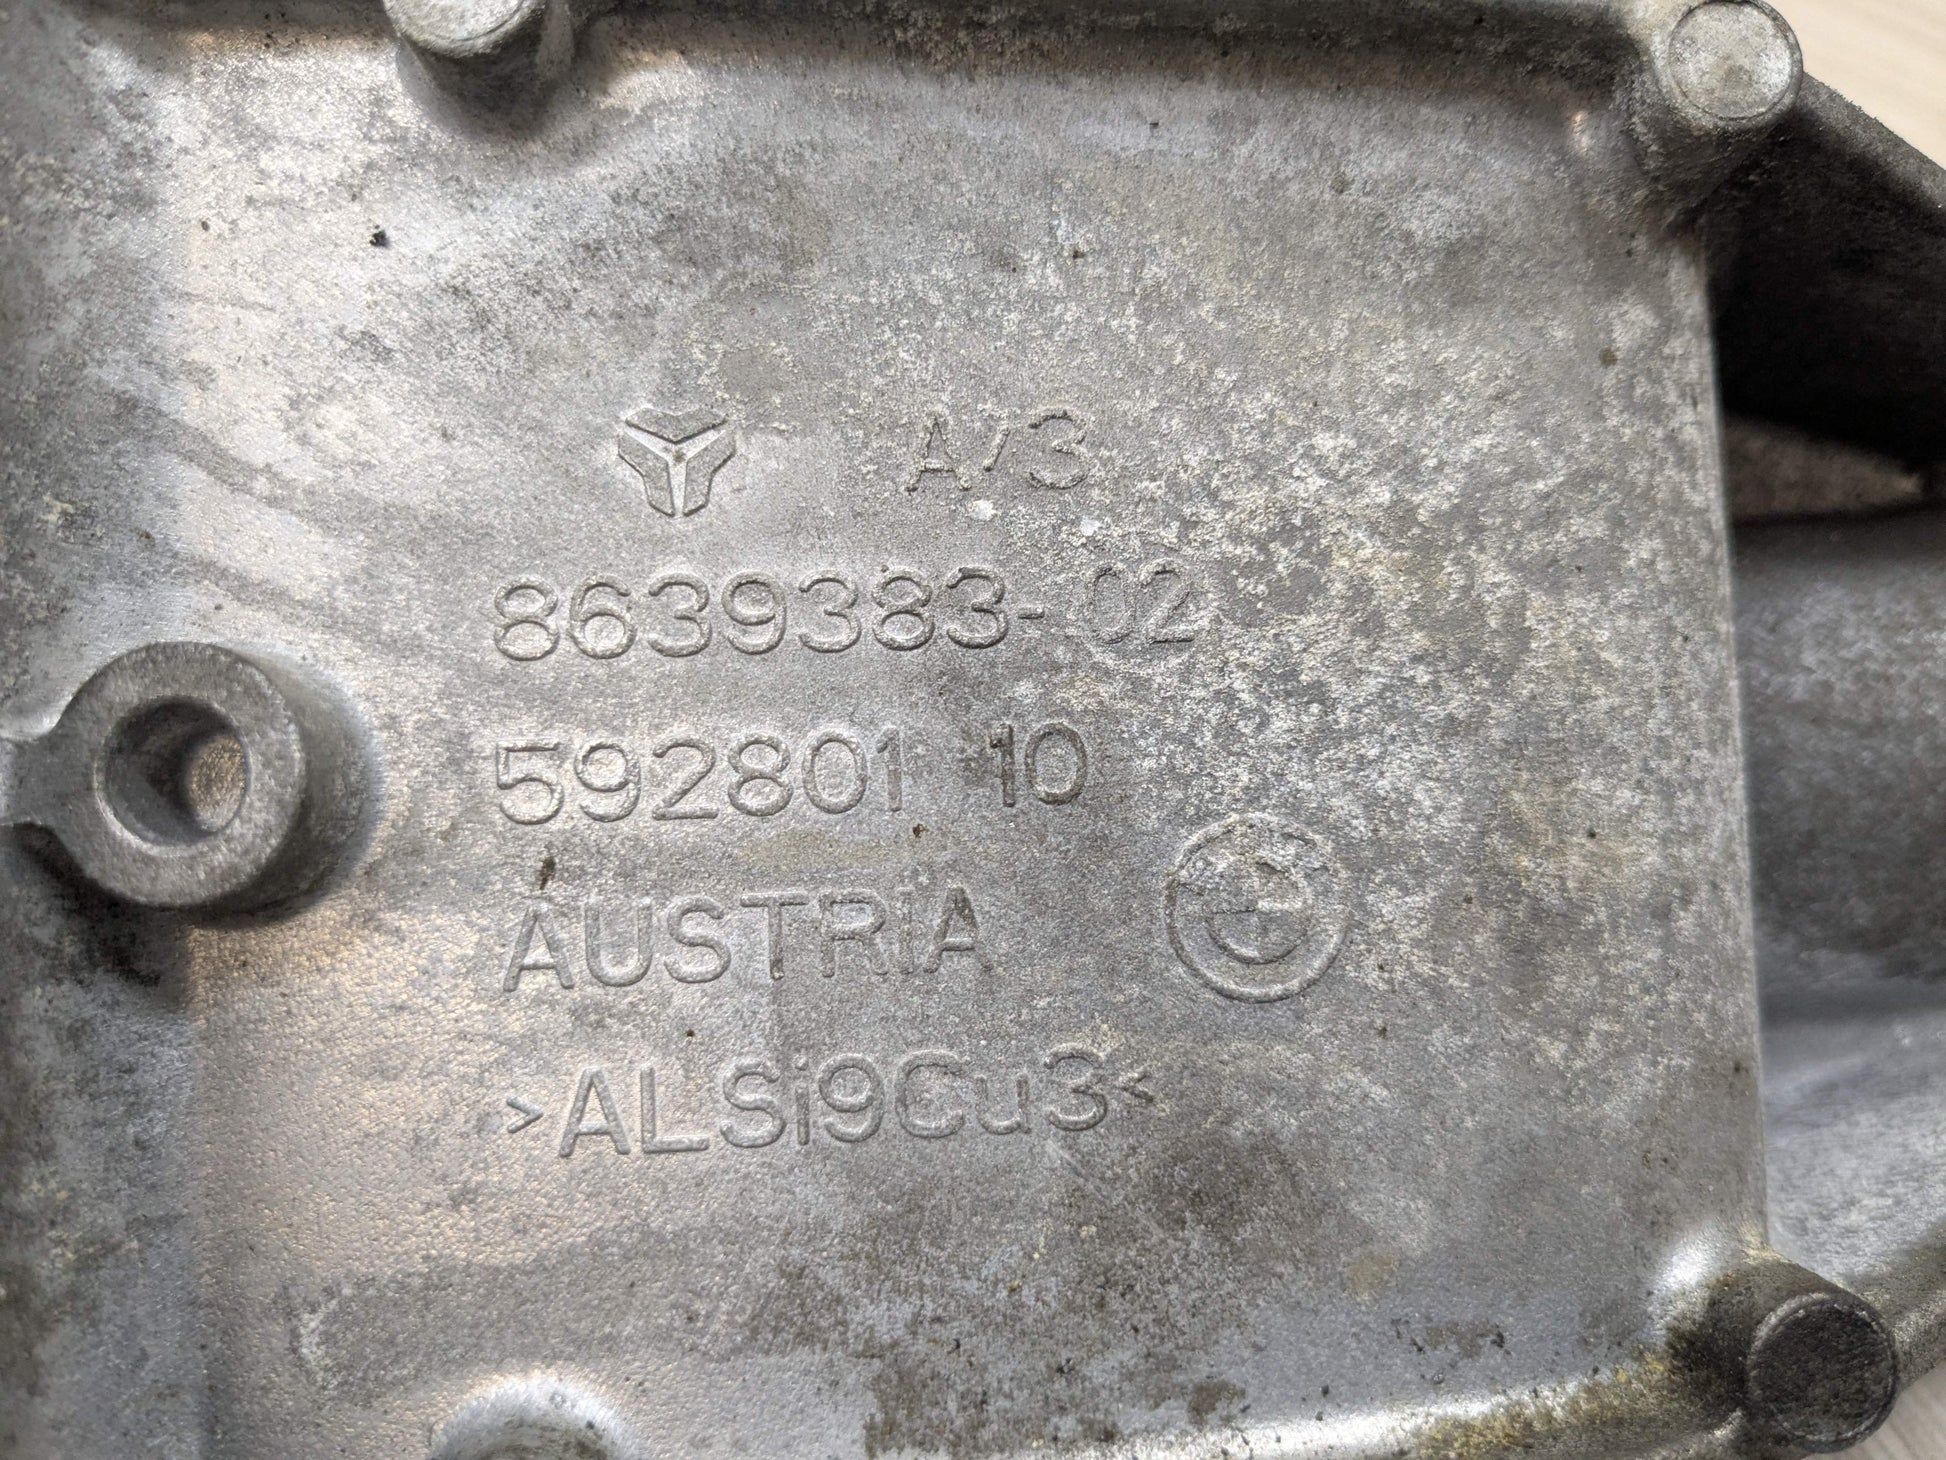 A/3
8639383-02
592801 10
AUSTRIA
>ALSi9Cu3<